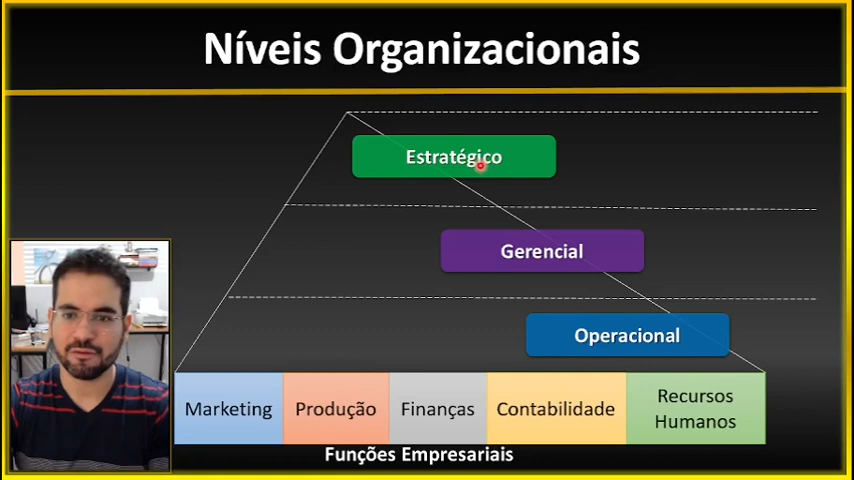 Níveis Organizacionais
Estratégico
Gerencial
Operacional
Marketing
Produção
Finanças
Contabilidade
Recursos
Humanos
Funções Empresariais